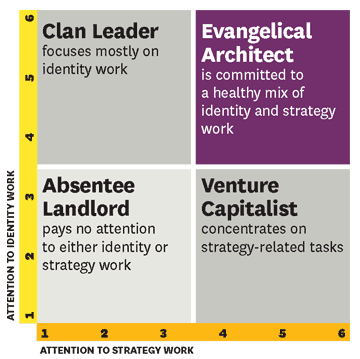 Clan Leader
focuses mostly on
identity work
Evangelical
Architect
is committed to
a healthy mix of
identity and strategy
work
Absentee
Landlord
pays no attention
to either identity or
strategy work
Venture
Capitalist
concentrates on
strategy-related tasks
ATTENTION TO IDENTITY WORK
6
5
4
3
2
1
1 2 3 4 5 6
ATTENTION TO STRATEGY WORK